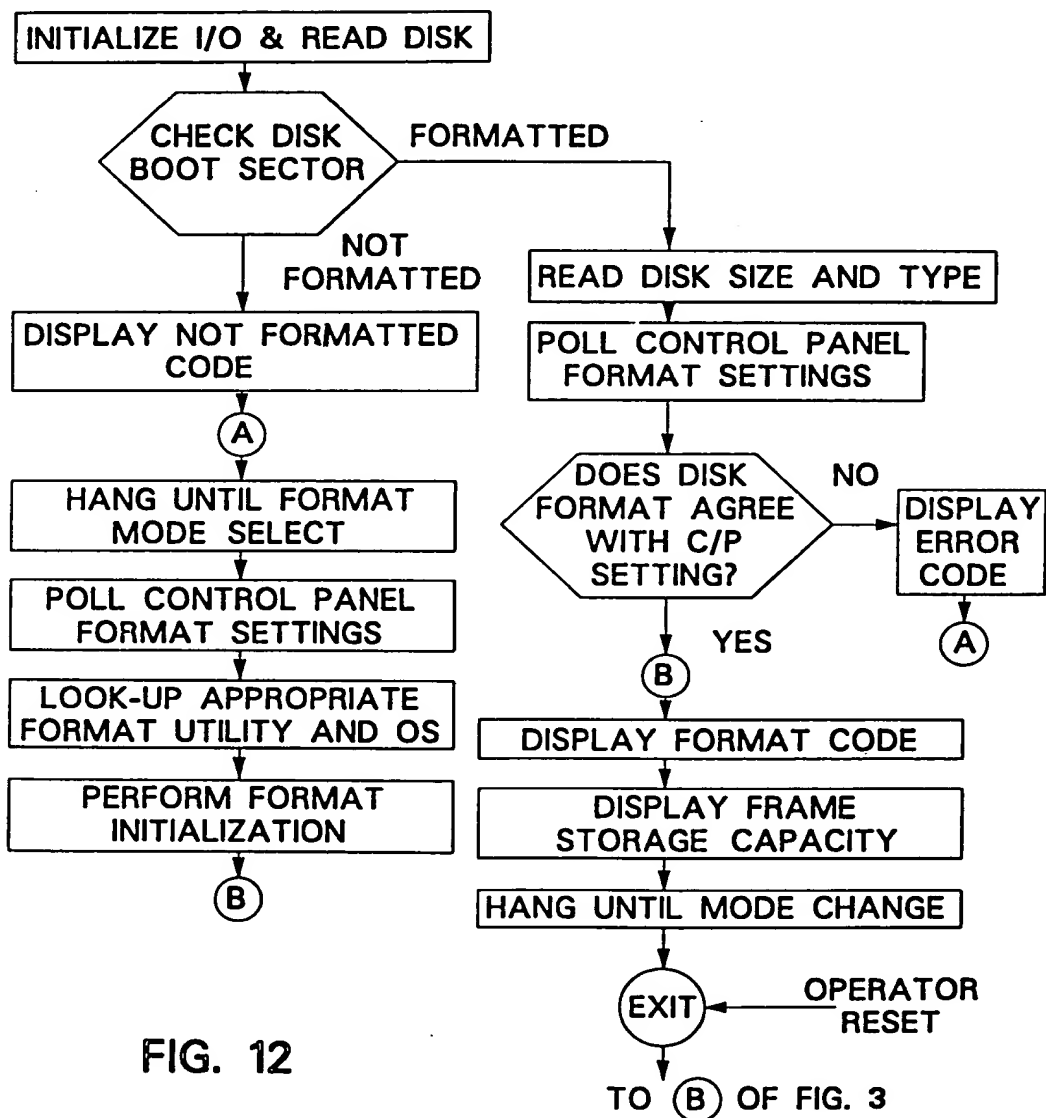 INITIALIZE I/O & READ DISK
CHECK DISK
BOOT SECTOR
FORMATTED
NOT
FORMATTED
DISPLAY NOT FORMATTED
CODE
A
HANG UNTIL FORMAT
MODE SELECT
POLL CONTROL PANEL
FORMAT SETTINGS
LOOK-UP APPROPRIATE
FORMAT UTILITY AND OS
PERFORM FORMAT
INITIALIZATION
B
READ DISK SIZE AND TYPE
POLL CONTROL PANEL
FORMAT SETTINGS
DOES DISK
FORMAT AGREE
WITH C/P
SETTING?
NO
DISPLAY
ERROR
CODE
A
YES
B
DISPLAY FORMAT CODE
DISPLAY FRAME
STORAGE CAPACITY
HANG UNTIL MODE CHANGE
EXIT
OPERATOR
RESET
TO B OF FIG. 3
FIG. 12